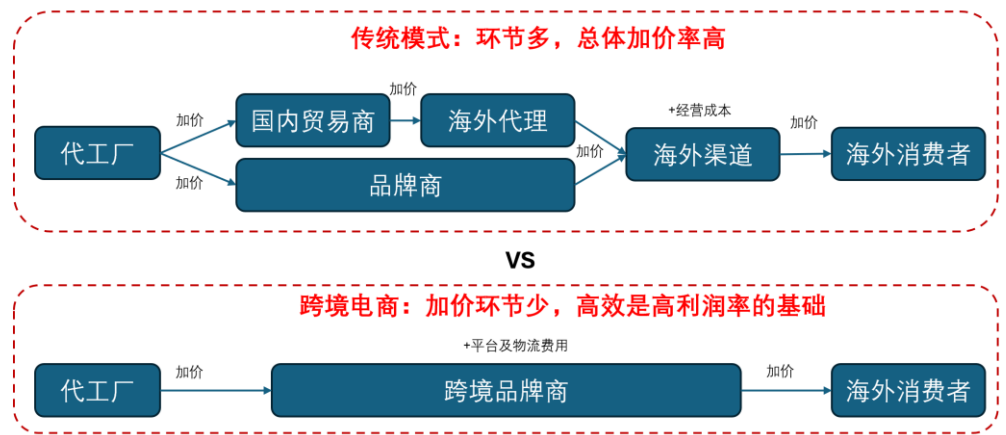 传统模式：环节多，总体加价率高
加价
国内贸易商
加价
海外代理
+经营成本
加价
代工厂
加价
海外渠道
加价
海外消费者
加价
品牌商
VS
跨境电商：加价环节少，高效是高利润率的基础
+平台及物流费用
代工厂
加价
跨境品牌商
加价
海外消费者